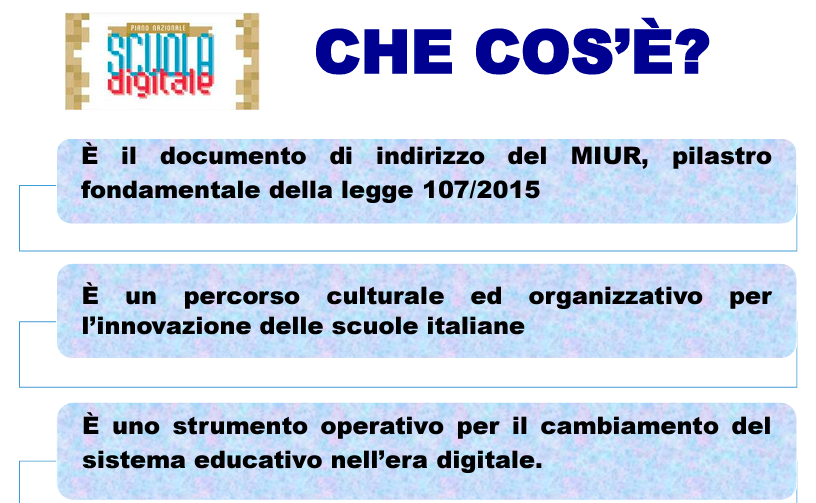 PIANO NAZIONALE
SCUOLA
digitale
CHE COS’È?
È il documento di indirizzo del MIUR, pilastro
fondamentale della legge 107/2015
È un percorso culturale ed organizzativo per
l’innovazione delle scuole italiane
È uno strumento operativo per il cambiamento del
sistema educativo nell’era digitale.